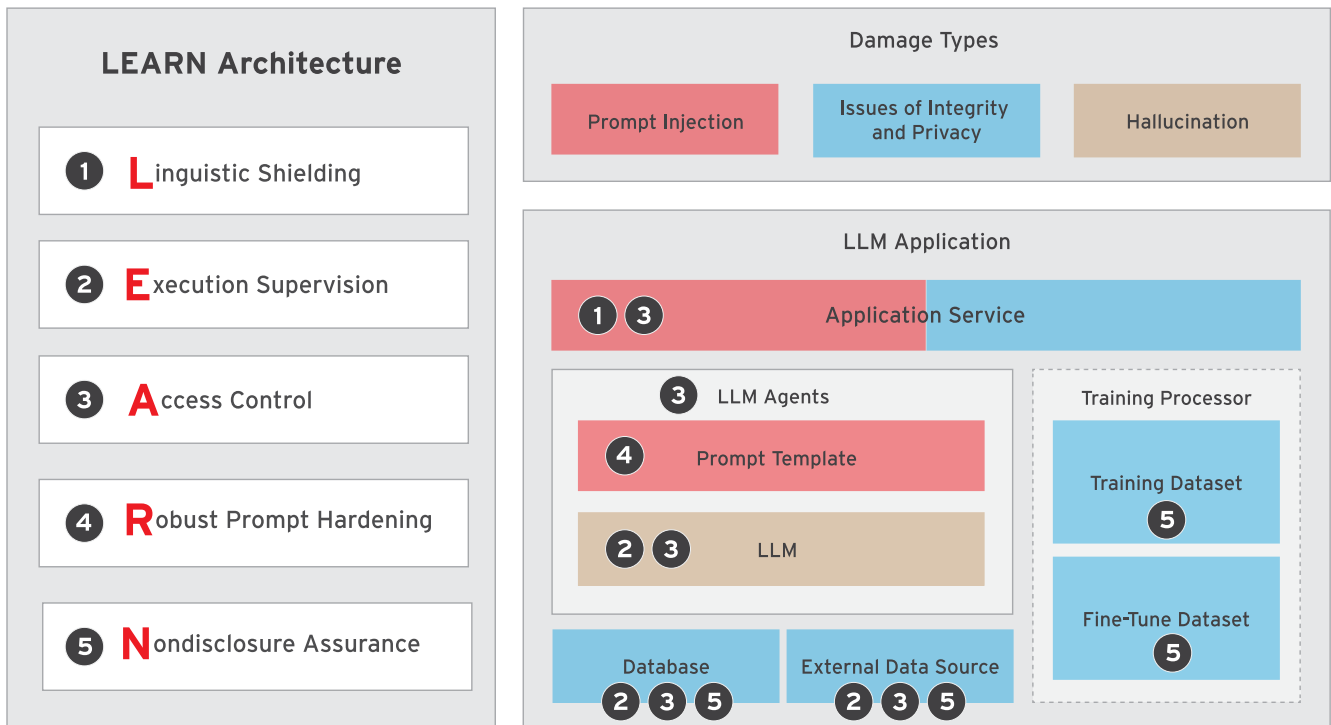 LEARN Architecture
1 Linguistic Shielding
2 Execution Supervision
3 Access Control
4 Robust Prompt Hardening
5 Nondisclosure Assurance
Damage Types
Prompt Injection
Issues of Integrity
and Privacy
Hallucination
LLM Application
1 3 Application Service
3 LLM Agents
4 Prompt Template
2 3 LLM
Training Processor
Training Dataset
5
Fine-Tune Dataset
5
Database
2 3 5
External Data Source
2 3 5